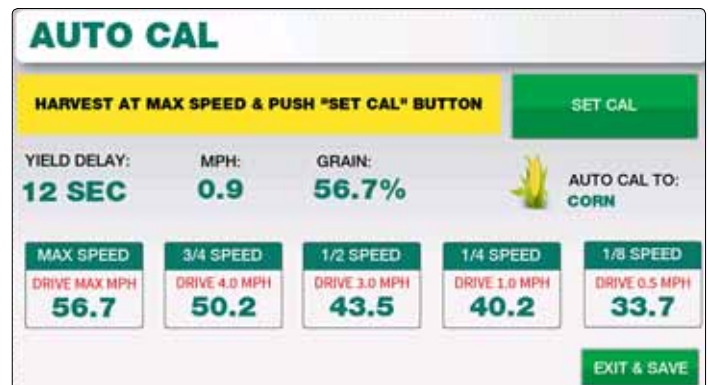 AUTO CAL
HARVEST AT MAX SPEED & PUSH "SET CAL" BUTTON
SET CAL
YIELD DELAY:
12 SEC
MPH:
0.9
GRAIN:
56.7%
AUTO CAL TO:
CORN
MAX SPEED
DRIVE MAX MPH
56.7
3/4 SPEED
DRIVE 4.0 MPH
50.2
1/2 SPEED
DRIVE 3.0 MPH
43.5
1/4 SPEED
DRIVE 1.0 MPH
40.2
1/8 SPEED
DRIVE 0.5 MPH
33.7
EXIT & SAVE